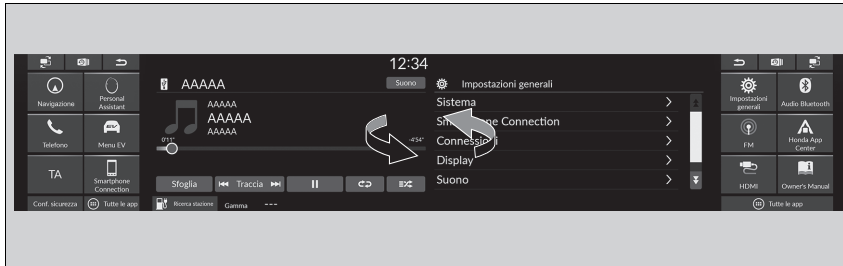 12:34
Navigazione
Personal
Assistant
Telefono
Menu EV
TA
Smartphone
Connection
Conf. sicurezza
Tutte le app
AAAAA
Suono
AAAAA
AAAAA
AAAAA
0'11"
-4'54"
Sfoglia
Traccia
Ricerca stazione
Gamma ---
Impostazioni generali
Sistema
Connection
Display
Suono
Impostazioni
generali
Audio Bluetooth
FM
Honda App
Center
HDMI
Owner's Manual
Tutte le app